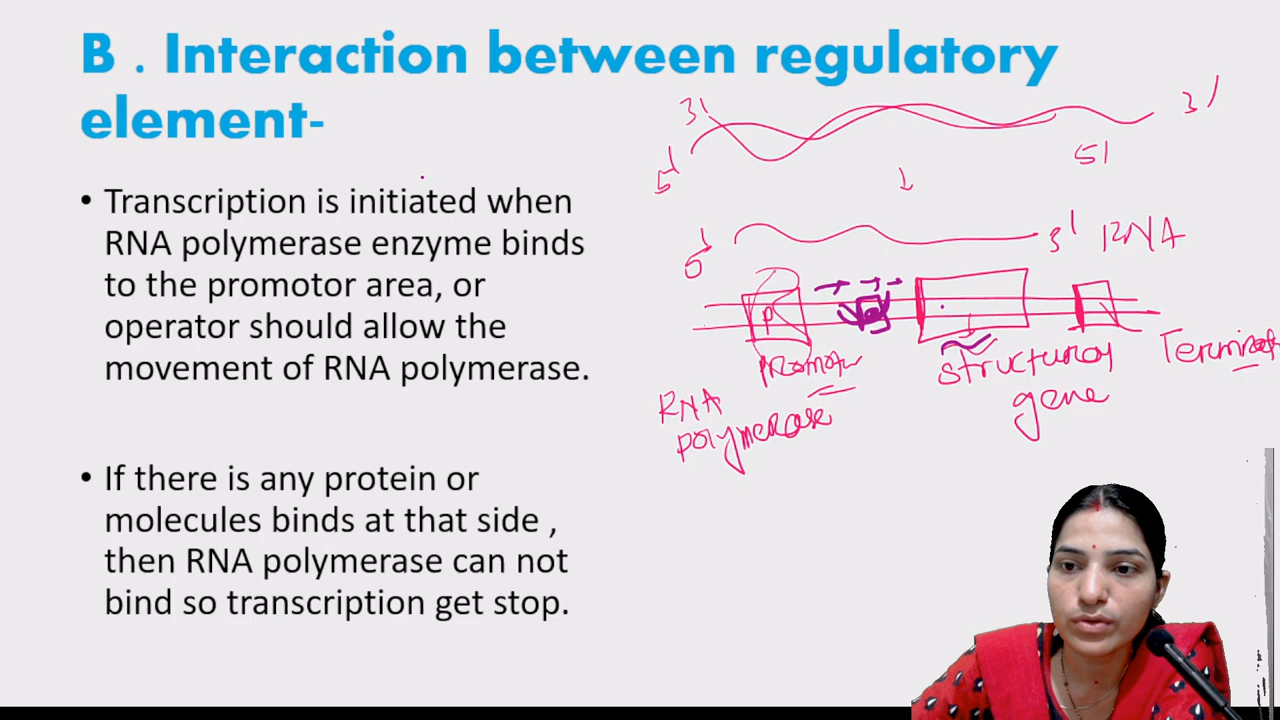 B . Interaction between regulatory
element-
• Transcription is initiated when
RNA polymerase enzyme binds
to the promotor area, or
operator should allow the
movement of RNA polymerase.
• If there is any protein or
molecules binds at that side ,
then RNA polymerase can not
bind so transcription get stop.
3' 3'
5' 5'
5' 3' RNA
P
Promotor
structural
gene
RNA
polymerase